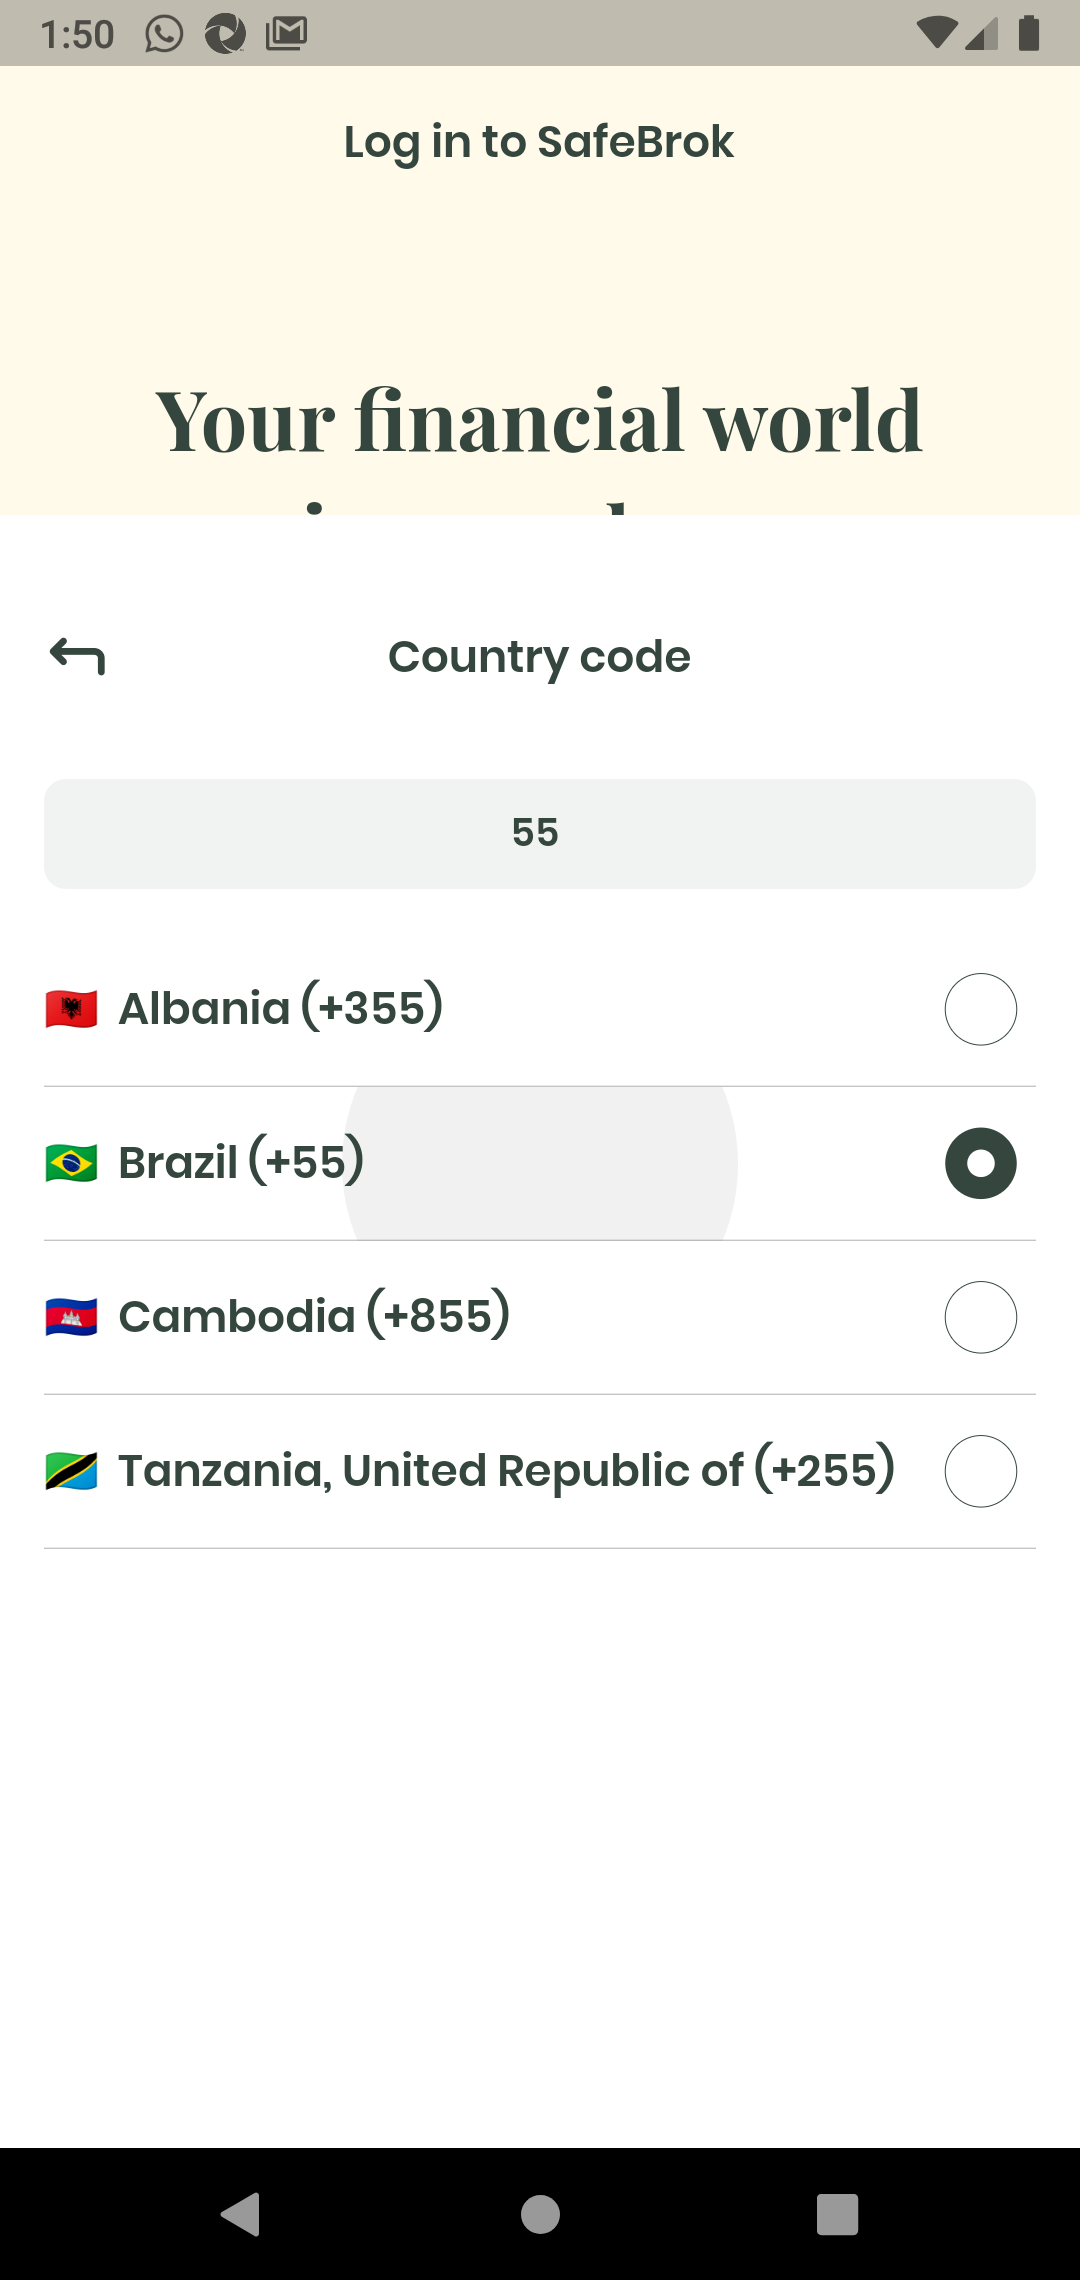 1:50
Log in to SafeBrok
Your financial world
Country code
55
Albania (+355)
Brazil (+55)
Cambodia (+855)
Tanzania, United Republic of (+255)